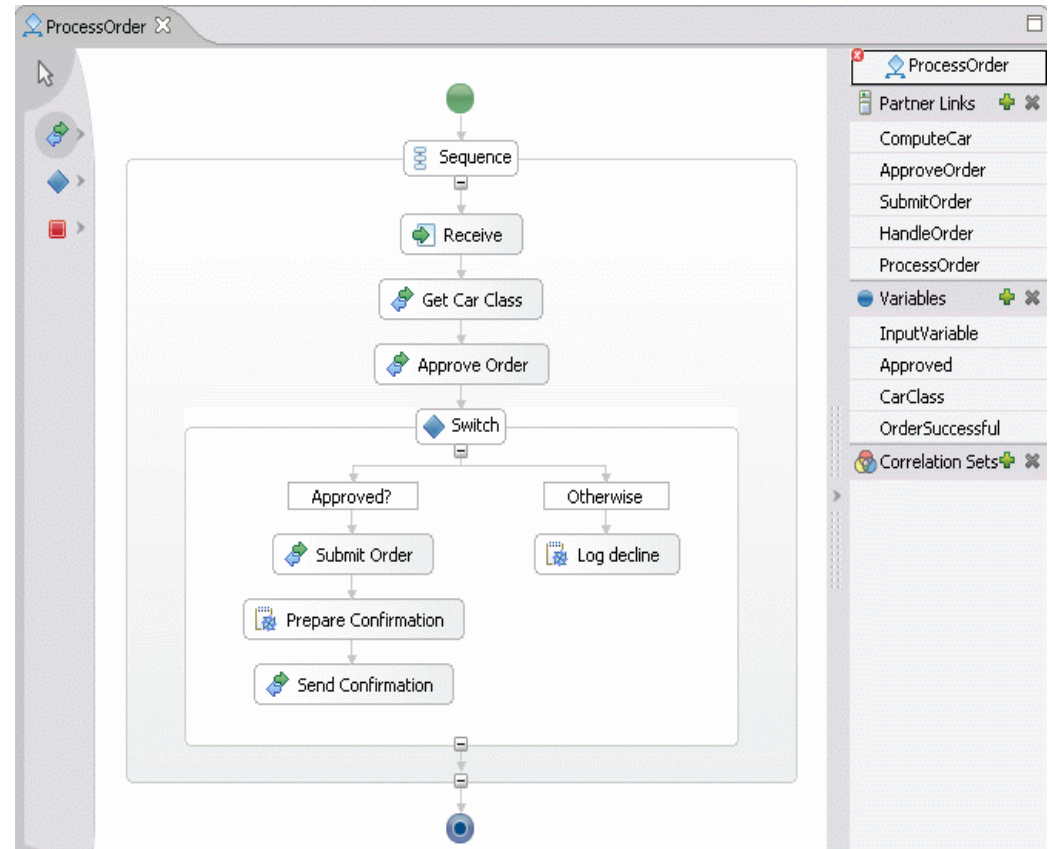 ProcessOrder
Sequence
Receive
Get Car Class
Approve Order
Switch
Approved?
Otherwise
Submit Order
Log decline
Prepare Confirmation
Send Confirmation
ProcessOrder
Partner Links
ComputeCar
ApproveOrder
SubmitOrder
HandleOrder
ProcessOrder
Variables
InputVariable
Approved
CarClass
OrderSuccessful
Correlation Sets